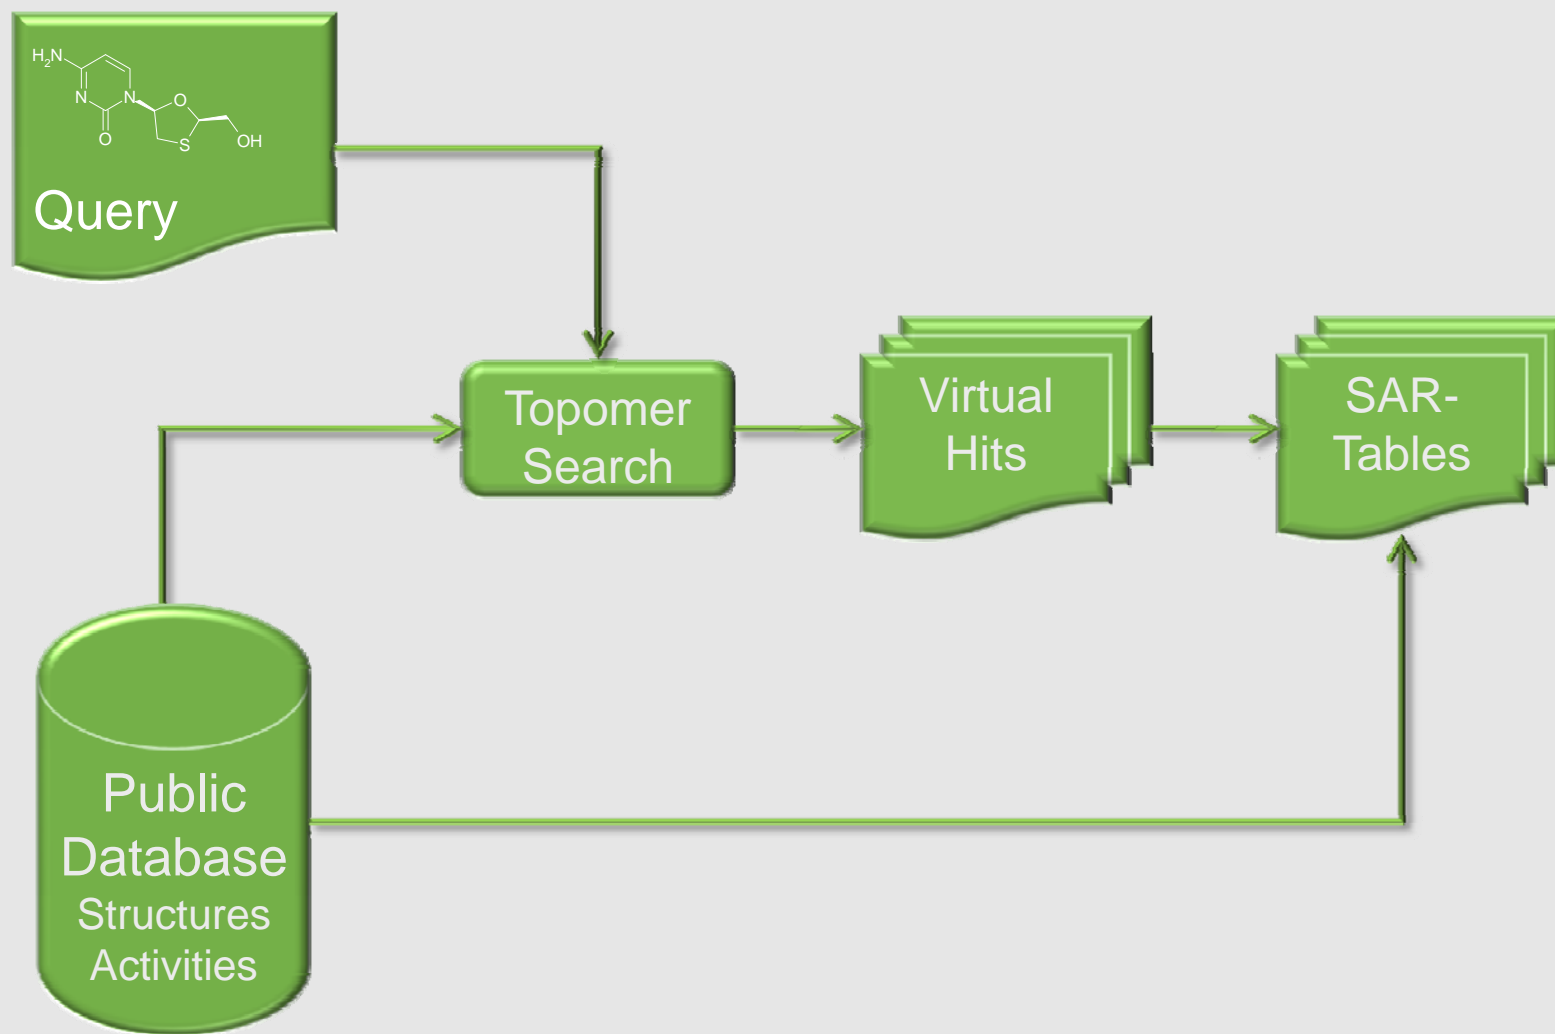 H2N
N
N
O
O
S
OH
Query
Topomer
Search
Virtual
Hits
SAR-
Tables
Public
Database
Structures
Activities